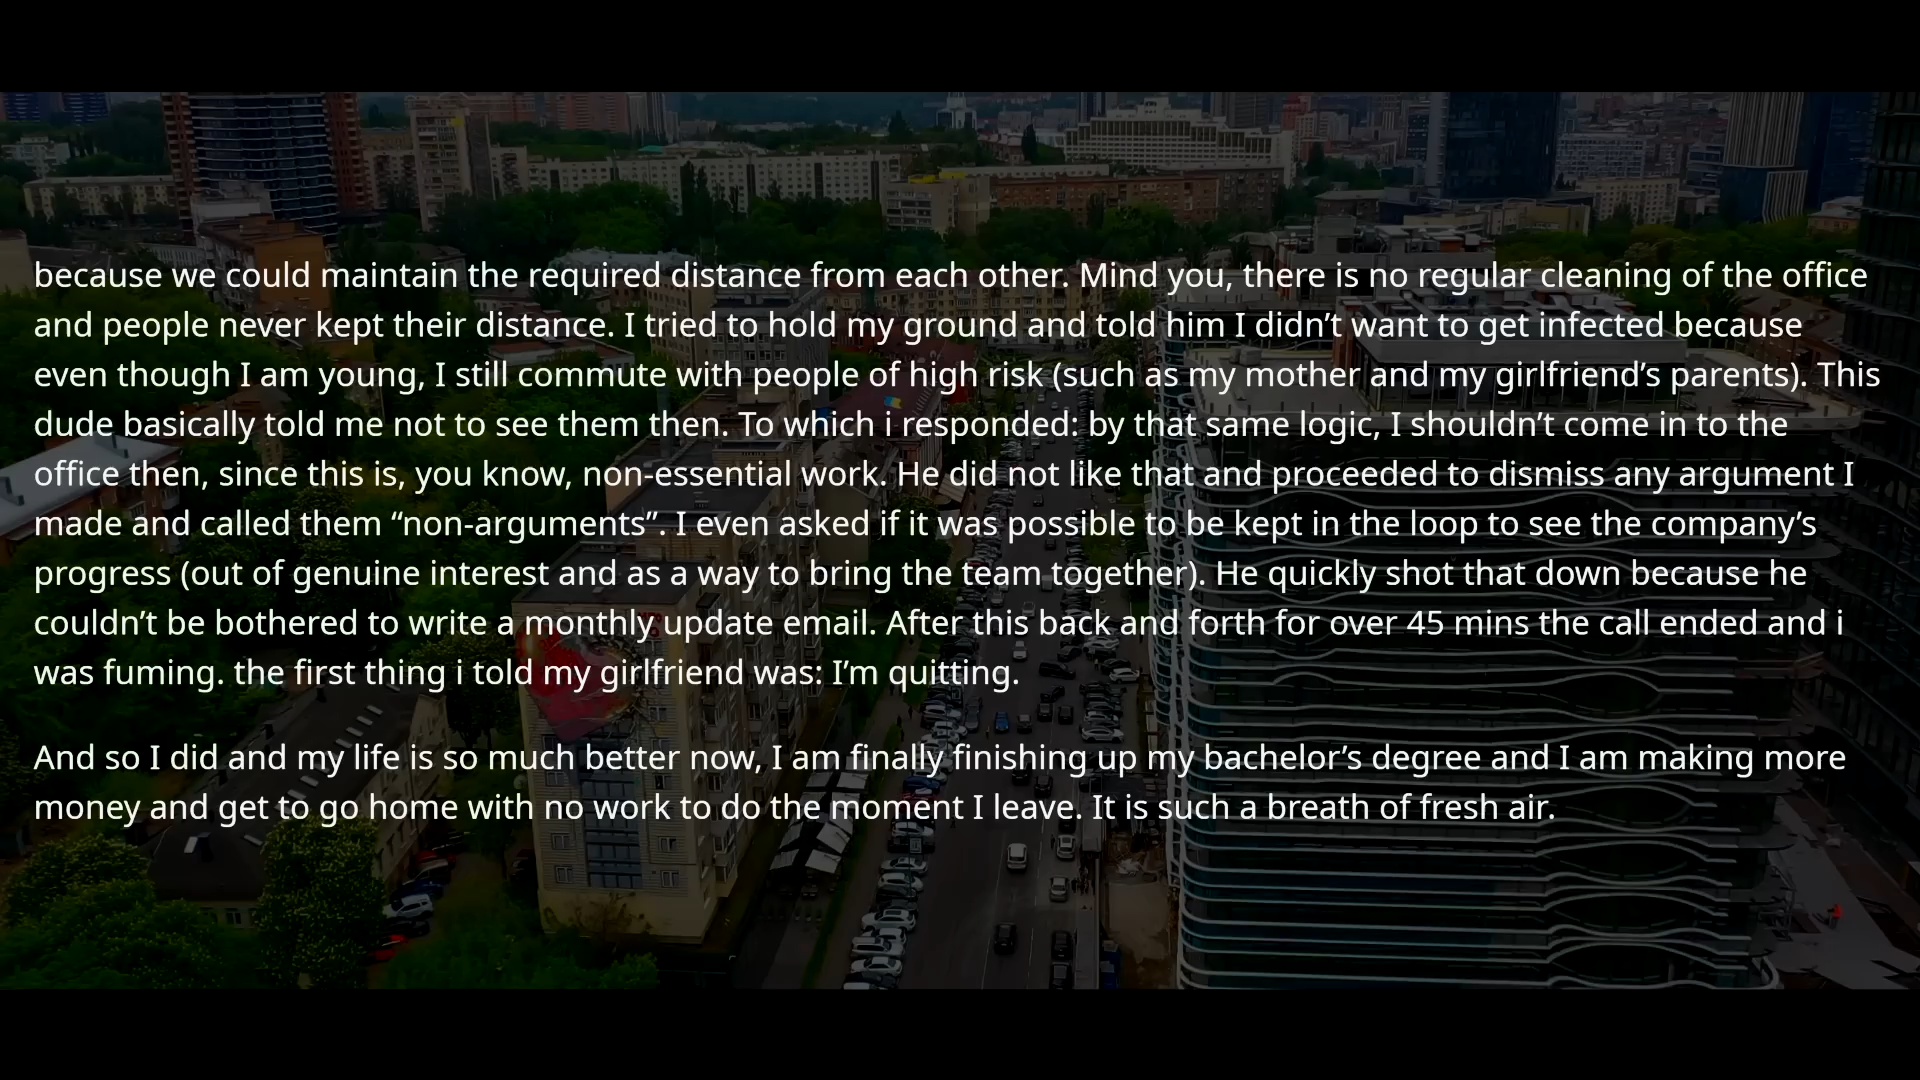 because we could maintain the required distance from each other. Mind you, there is no regular cleaning of the office
and people never kept their distance. I tried to hold my ground and told him I didn’t want to get infected because
even though I am young, I still commute with people of high risk (such as my mother and my girlfriend’s parents). This
dude basically told me not to see them then. To which i responded: by that same logic, I shouldn’t come in to the
office then, since this is, you know, non-essential work. He did not like that and proceeded to dismiss any argument I
made and called them “non-arguments”. I even asked if it was possible to be kept in the loop to see the company’s
progress (out of genuine interest and as a way to bring the team together). He quickly shot that down because he
couldn’t be bothered to write a monthly update email. After this back and forth for over 45 mins the call ended and i
was fuming. the first thing i told my girlfriend was: I’m quitting.
And so I did and my life is so much better now, I am finally finishing up my bachelor’s degree and I am making more
money and get to go home with no work to do the moment I leave. It is such a breath of fresh air.